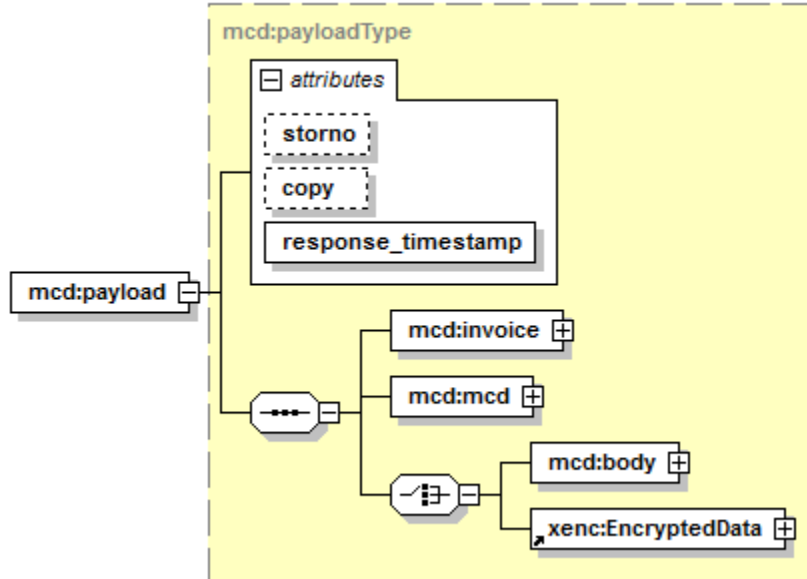 mcd:payloadType
attributes
storno
copy
response_timestamp
mcd:payload
mcd:invoice
mcd:mcd
mcd:body
xenc:EncryptedData